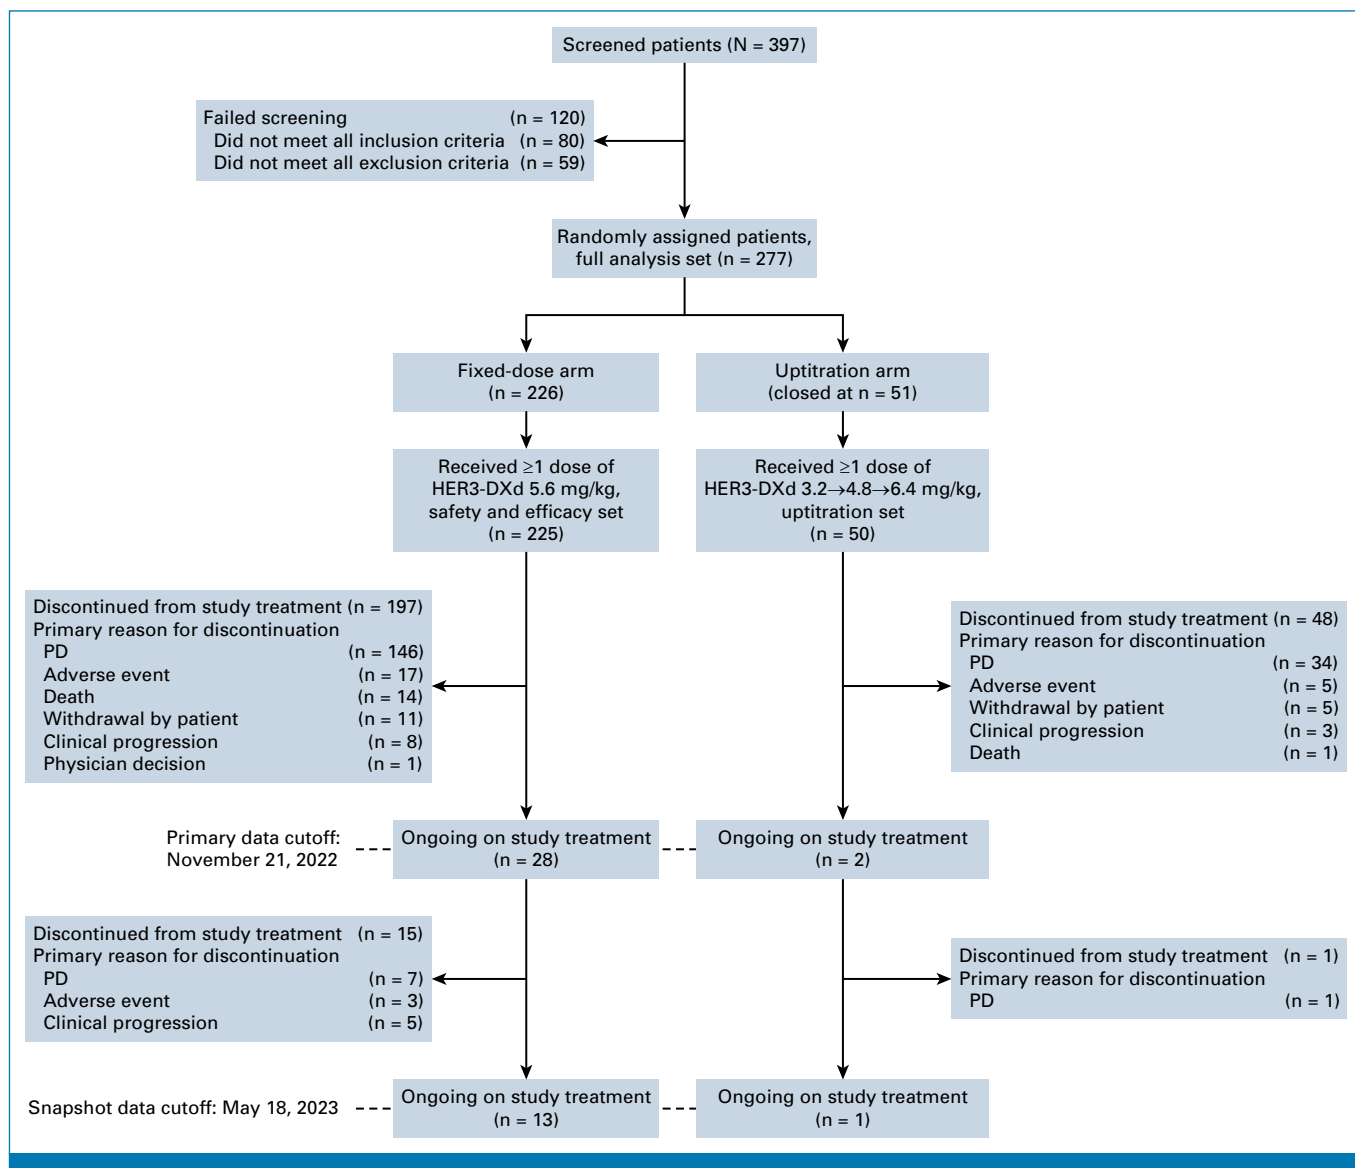 Screened patients (N = 397)
Failed screening (n = 120)
Did not meet all inclusion criteria (n = 80)
Did not meet all exclusion criteria (n = 59)
Randomly assigned patients,
full analysis set (n = 277)
Fixed-dose arm
(n = 226)
Uptitration arm
(closed at n = 51)
Received ≥1 dose of
HER3-DXd 5.6 mg/kg,
safety and efficacy set
(n = 225)
Received ≥1 dose of
HER3-DXd 3.2→4.8→6.4 mg/kg,
uptitration set
(n = 50)
Discontinued from study treatment (n = 197)
Primary reason for discontinuation
PD (n = 146)
Adverse event (n = 17)
Death (n = 14)
Withdrawal by patient (n = 11)
Clinical progression (n = 8)
Physician decision (n = 1)
Discontinued from study treatment (n = 48)
Primary reason for discontinuation
PD (n = 34)
Adverse event (n = 5)
Withdrawal by patient (n = 5)
Clinical progression (n = 3)
Death (n = 1)
Primary data cutoff:
November 21, 2022
Ongoing on study treatment
(n = 28)
Ongoing on study treatment
(n = 2)
Discontinued from study treatment (n = 15)
Primary reason for discontinuation
PD (n = 7)
Adverse event (n = 3)
Clinical progression (n = 5)
Discontinued from study treatment (n = 1)
Primary reason for discontinuation
PD (n = 1)
Snapshot data cutoff: May 18, 2023
Ongoing on study treatment
(n = 13)
Ongoing on study treatment
(n = 1)